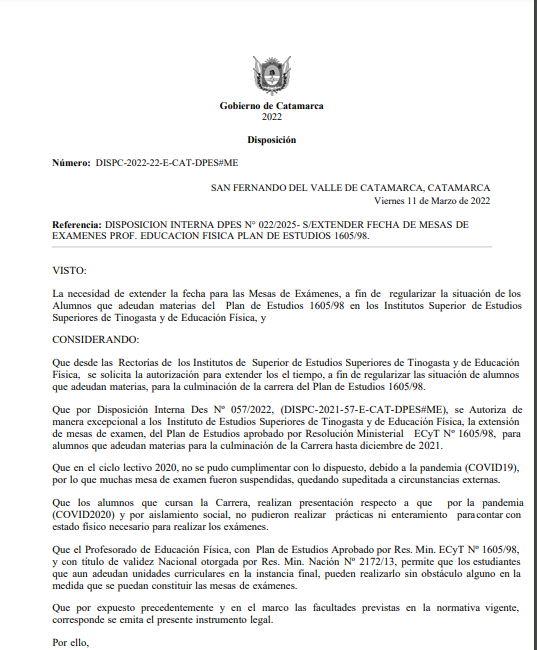 Gobierno de Catamarca
2022
Disposición
Número: DISPC-2022-22-E-CAT-DPES#ME
SAN FERNANDO DEL VALLE DE CATAMARCA, CATAMARCA
Viernes 11 de Marzo de 2022
Referencia: DISPOSICION INTERNA DPES N° 022/2025- S/EXTENDER FECHA DE MESAS DE
EXAMENES PROF. EDUCACION FISICA PLAN DE ESTUDIOS 1605/98.
VISTO:
La necesidad de extender la fecha para las Mesas de Exámenes, a fin de regularizar la situación de los
Alumnos que adeudan materias del Plan de Estudios 1605/98 en los Institutos Superior de Estudios
Superiores de Tinogasta y de Educación Física, y
CONSIDERANDO:
Que desde las Rectorías de los Institutos de Superior de Estudios Superiores de Tinogasta y de Educación
Física, se solicita la autorización para extender los el tiempo, a fin de regularizar las situación de alumnos
que adeudan materias, para la culminación de la carrera del Plan de Estudios 1605/98.
Que por Disposición Interna Des Nº 057/2022, (DISPC-2021-57-E-CAT-DPES#ME), se Autoriza de
manera excepcional a los Instituto de Estudios Superiores de Tinogasta y de Educación Física, la extensión
de mesas de examen, del Plan de Estudios aprobado por Resolución Ministerial ECyT Nº 1605/98, para
alumnos que adeudan materias para la culminación de la Carrera hasta diciembre de 2021.
Que en el ciclo lectivo 2020, no se pudo cumplimentar con lo dispuesto, debido a la pandemia (COVID19),
por lo que muchas mesa de examen fueron suspendidas, quedando supeditada a circunstancias externas.
Que los alumnos que cursan la Carrera, realizan presentación respecto a que por la pandemia
(COVID2020) y por aislamiento social, no pudieron realizar prácticas ni enteramiento para contar con
estado físico necesario para realizar los exámenes.
Que el Profesorado de Educación Física, con Plan de Estudios Aprobado por Res. Min. ECyT Nº 1605/98,
y con título de validez Nacional otorgada por Res. Min. Nación Nº 2172/13, permite que los estudiantes
que aun adeudan unidades curriculares en la instancia final, pueden realizarlo sin obstáculo alguno en la
medida que se puedan constituir las mesas de exámenes.
Que por expuesto precedentemente y en el marco las facultades previstas en la normativa vigente,
corresponde se emita el presente instrumento legal.
Por ello,